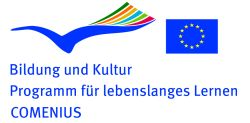 Bildung und Kultur
Programm für lebenslanges Lernen
COMENIUS